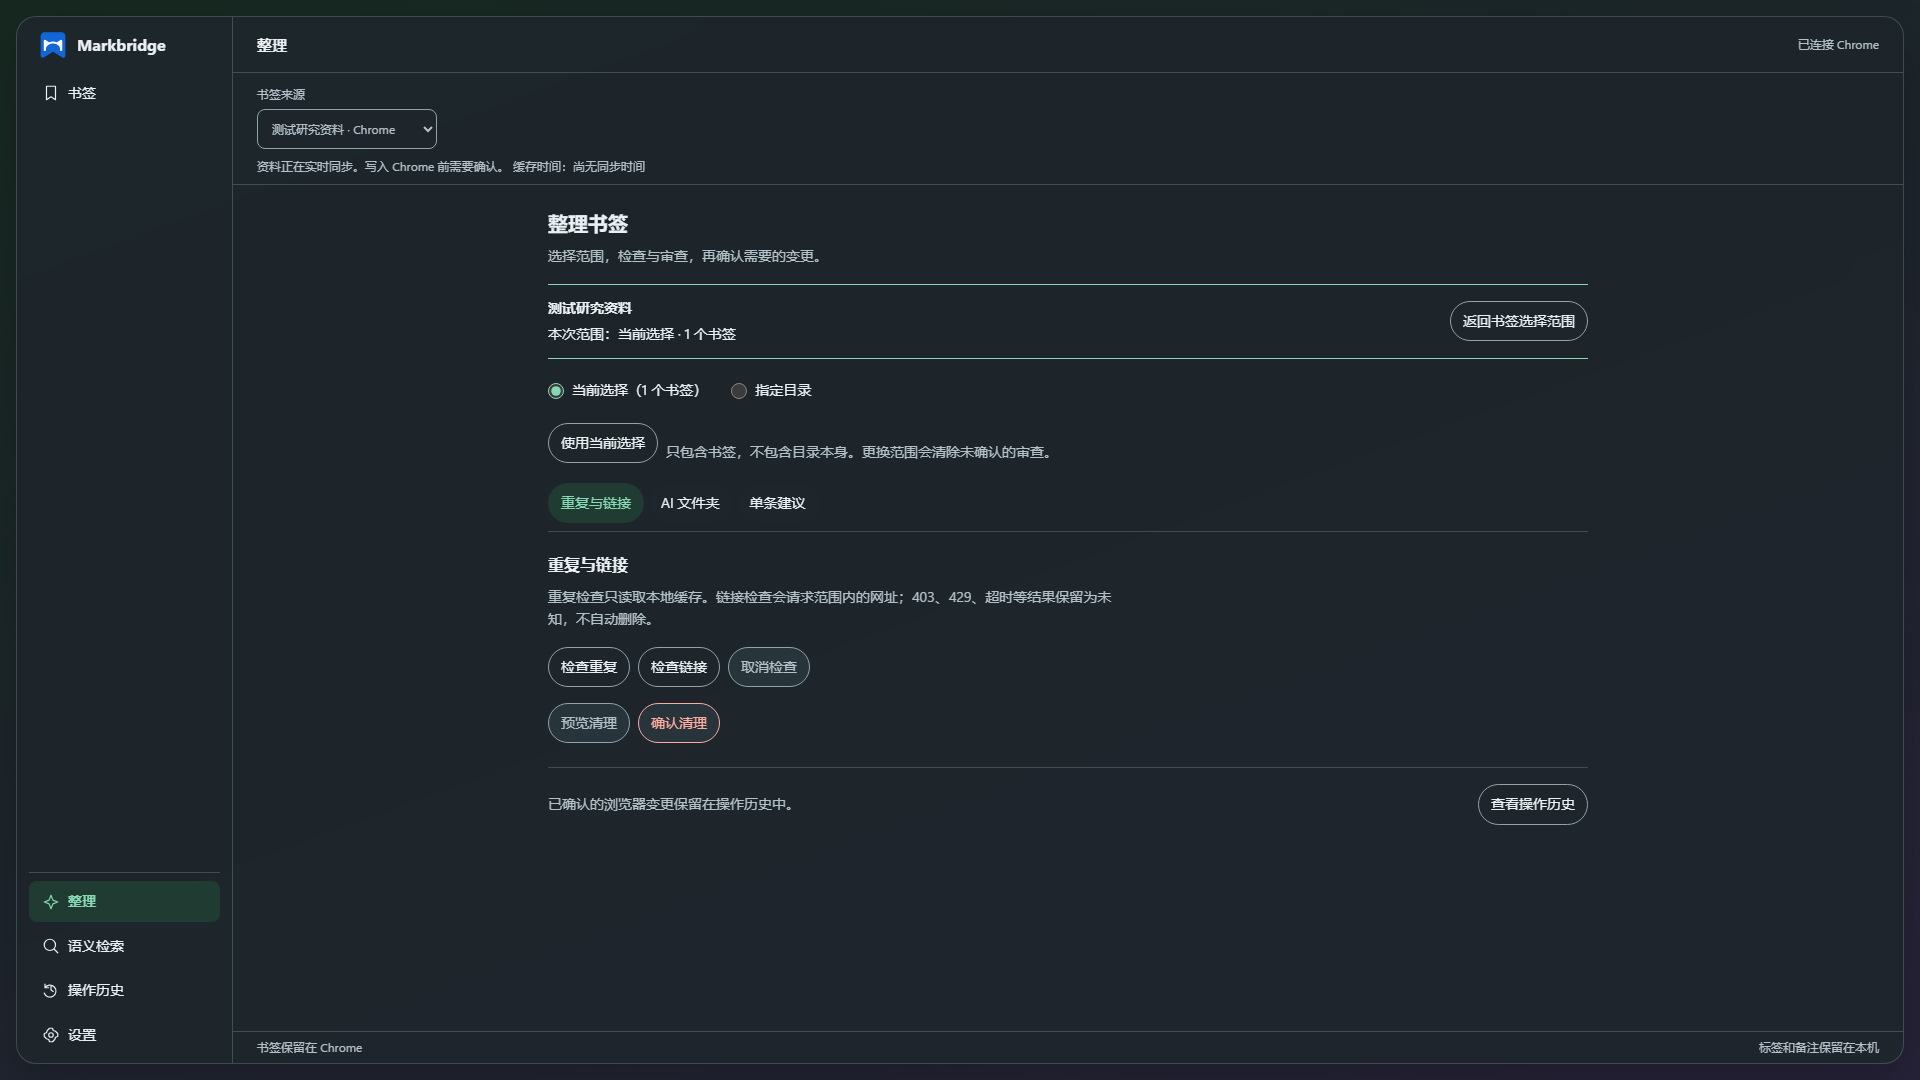 Markbridge
书签
整理
已连接 Chrome
书签来源
测试研究资料 · Chrome
资料正在实时同步。写入 Chrome 前需要确认。 缓存时间：尚无同步时间
整理书签
选择范围，检查与审查，再确认需要的变更。
测试研究资料
本次范围：当前选择 · 1 个书签
返回书签选择范围
当前选择（1 个书签）
指定目录
使用当前选择
只包含书签，不包含目录本身。更换范围会清除未确认的审查。
重复与链接
AI 文件夹
单条建议
重复与链接
重复检查只读取本地缓存。链接检查会请求范围内的网址；403、429、超时等结果保留为未
知，不自动删除。
检查重复
检查链接
取消检查
预览清理
确认清理
已确认的浏览器变更保留在操作历史中。
查看操作历史
整理
语义检索
操作历史
设置
书签保留在 Chrome
标签和备注保留在本机